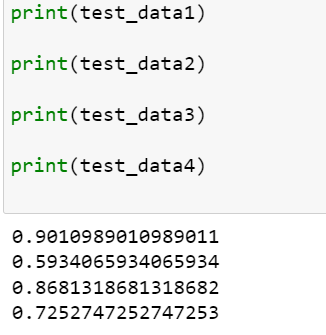 print(test_data1)
print(test_data2)
print(test_data3)
print(test_data4)
0.9010989010989011
0.5934065934065934
0.8681318681318682
0.7252747252747253